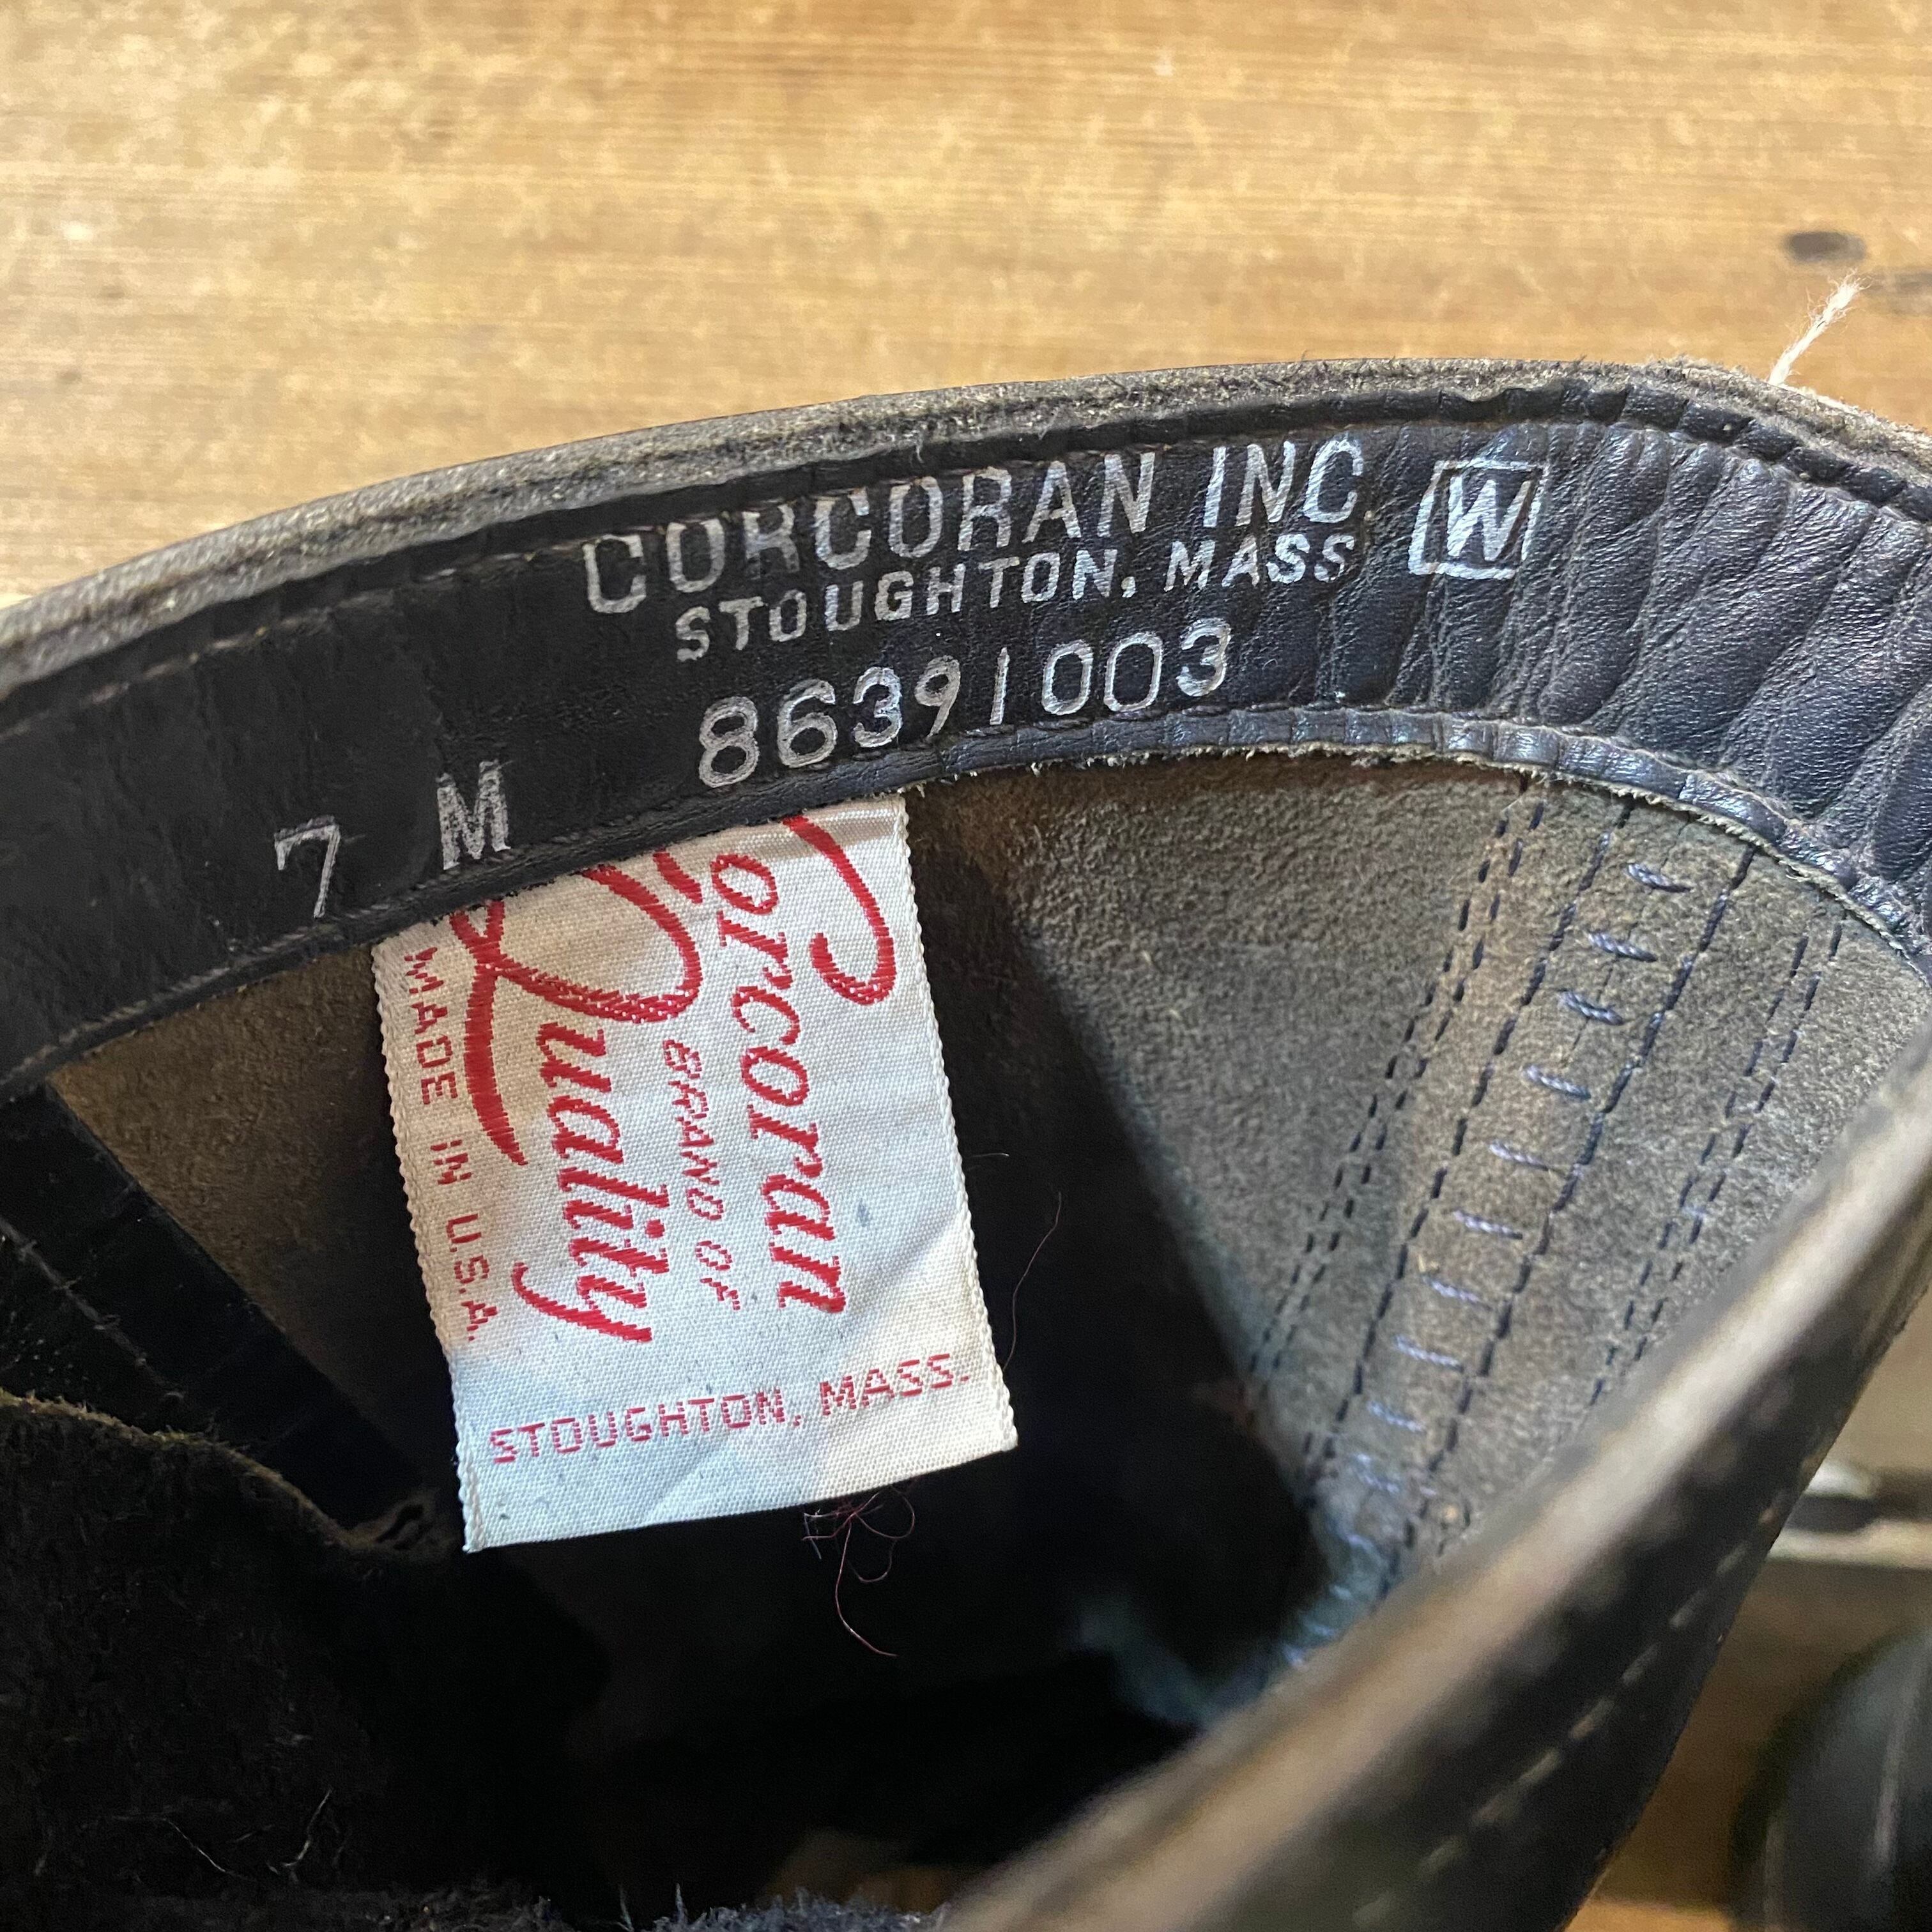 CORCORAN INC W
STOUGHTON, MASS
86391003
7 M
Corcoran
BRAND OF
Quality
MADE IN U.S.A.
STOUGHTON, MASS.